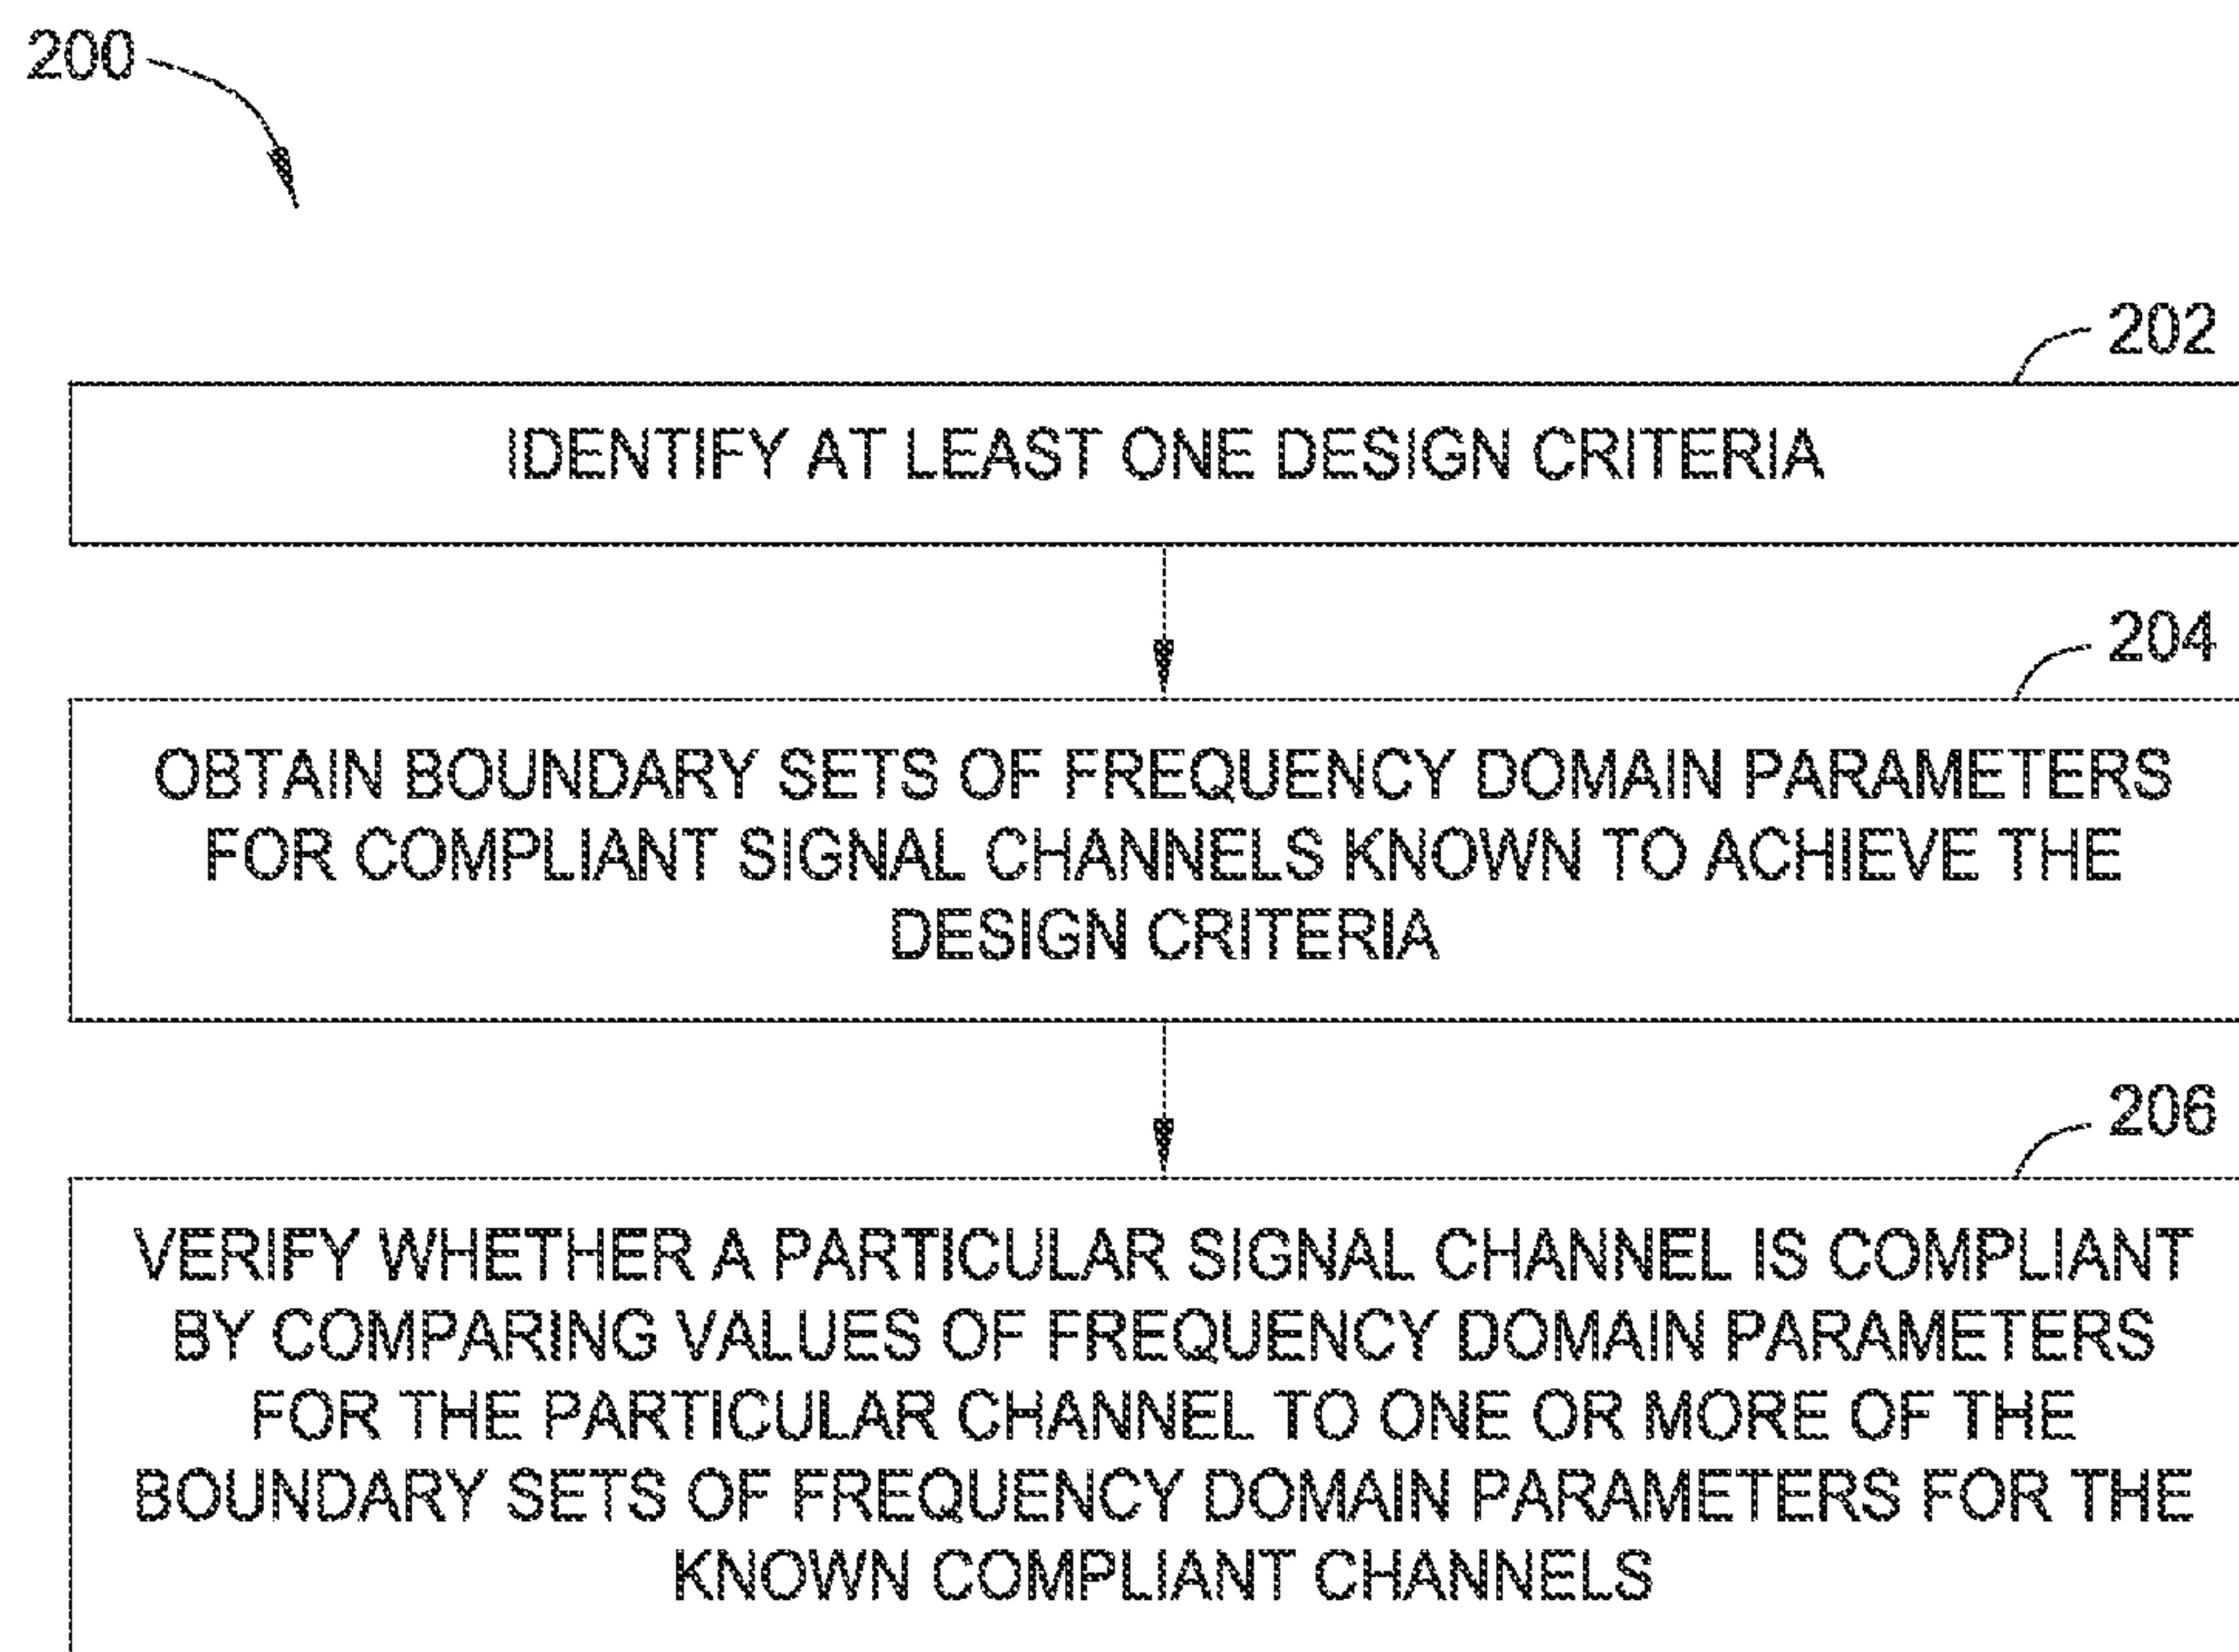 200
202
IDENTIFY AT LEAST ONE DESIGN CRITERIA
204
OBTAIN BOUNDARY SETS OF FREQUENCY DOMAIN PARAMETERS
FOR COMPLIANT SIGNAL CHANNELS KNOWN TO ACHIEVE THE
DESIGN CRITERIA
206
VERIFY WHETHER A PARTICULAR SIGNAL CHANNEL IS COMPLIANT
BY COMPARING VALUES OF FREQUENCY DOMAIN PARAMETERS
FOR THE PARTICULAR CHANNEL TO ONE OR MORE OF THE
BOUNDARY SETS OF FREQUENCY DOMAIN PARAMETERS FOR THE
KNOWN COMPLIANT CHANNELS